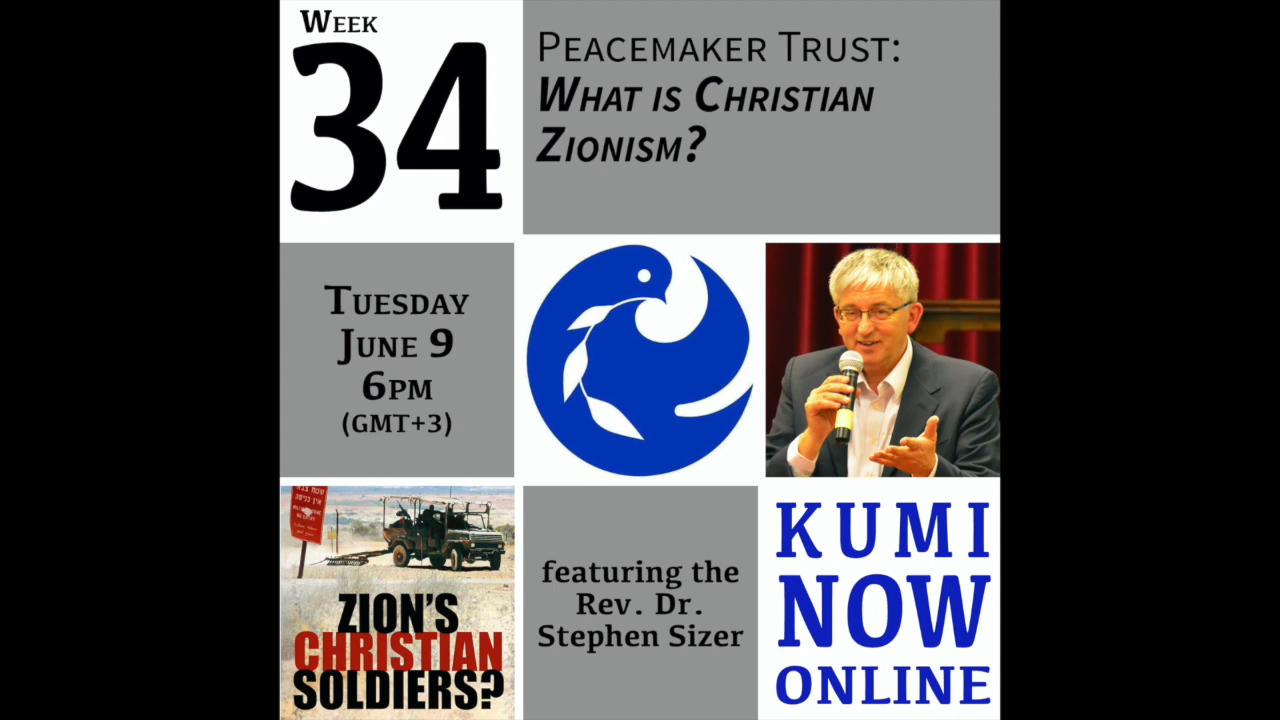 WEEK
34
PEACEMAKER TRUST:
WHAT IS CHRISTIAN
ZIONISM?
TUESDAY
JUNE 9
6PM
(GMT+3)
ZION'S
CHRISTIAN
SOLDIERS?
featuring the
Rev. Dr.
Stephen Sizer
KUMI
NOW
ONLINE